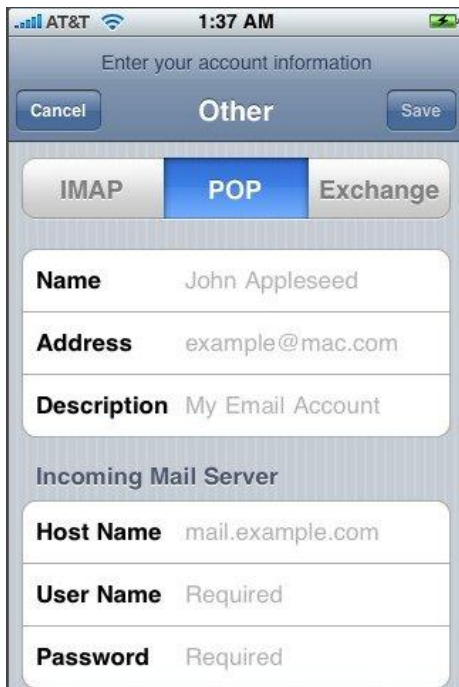 AT&T 1:37 AM
Enter your account information
Cancel Other Save
IMAP POP Exchange
Name John Appleseed
Address example@mac.com
Description My Email Account
Incoming Mail Server
Host Name mail.example.com
User Name Required
Password Required